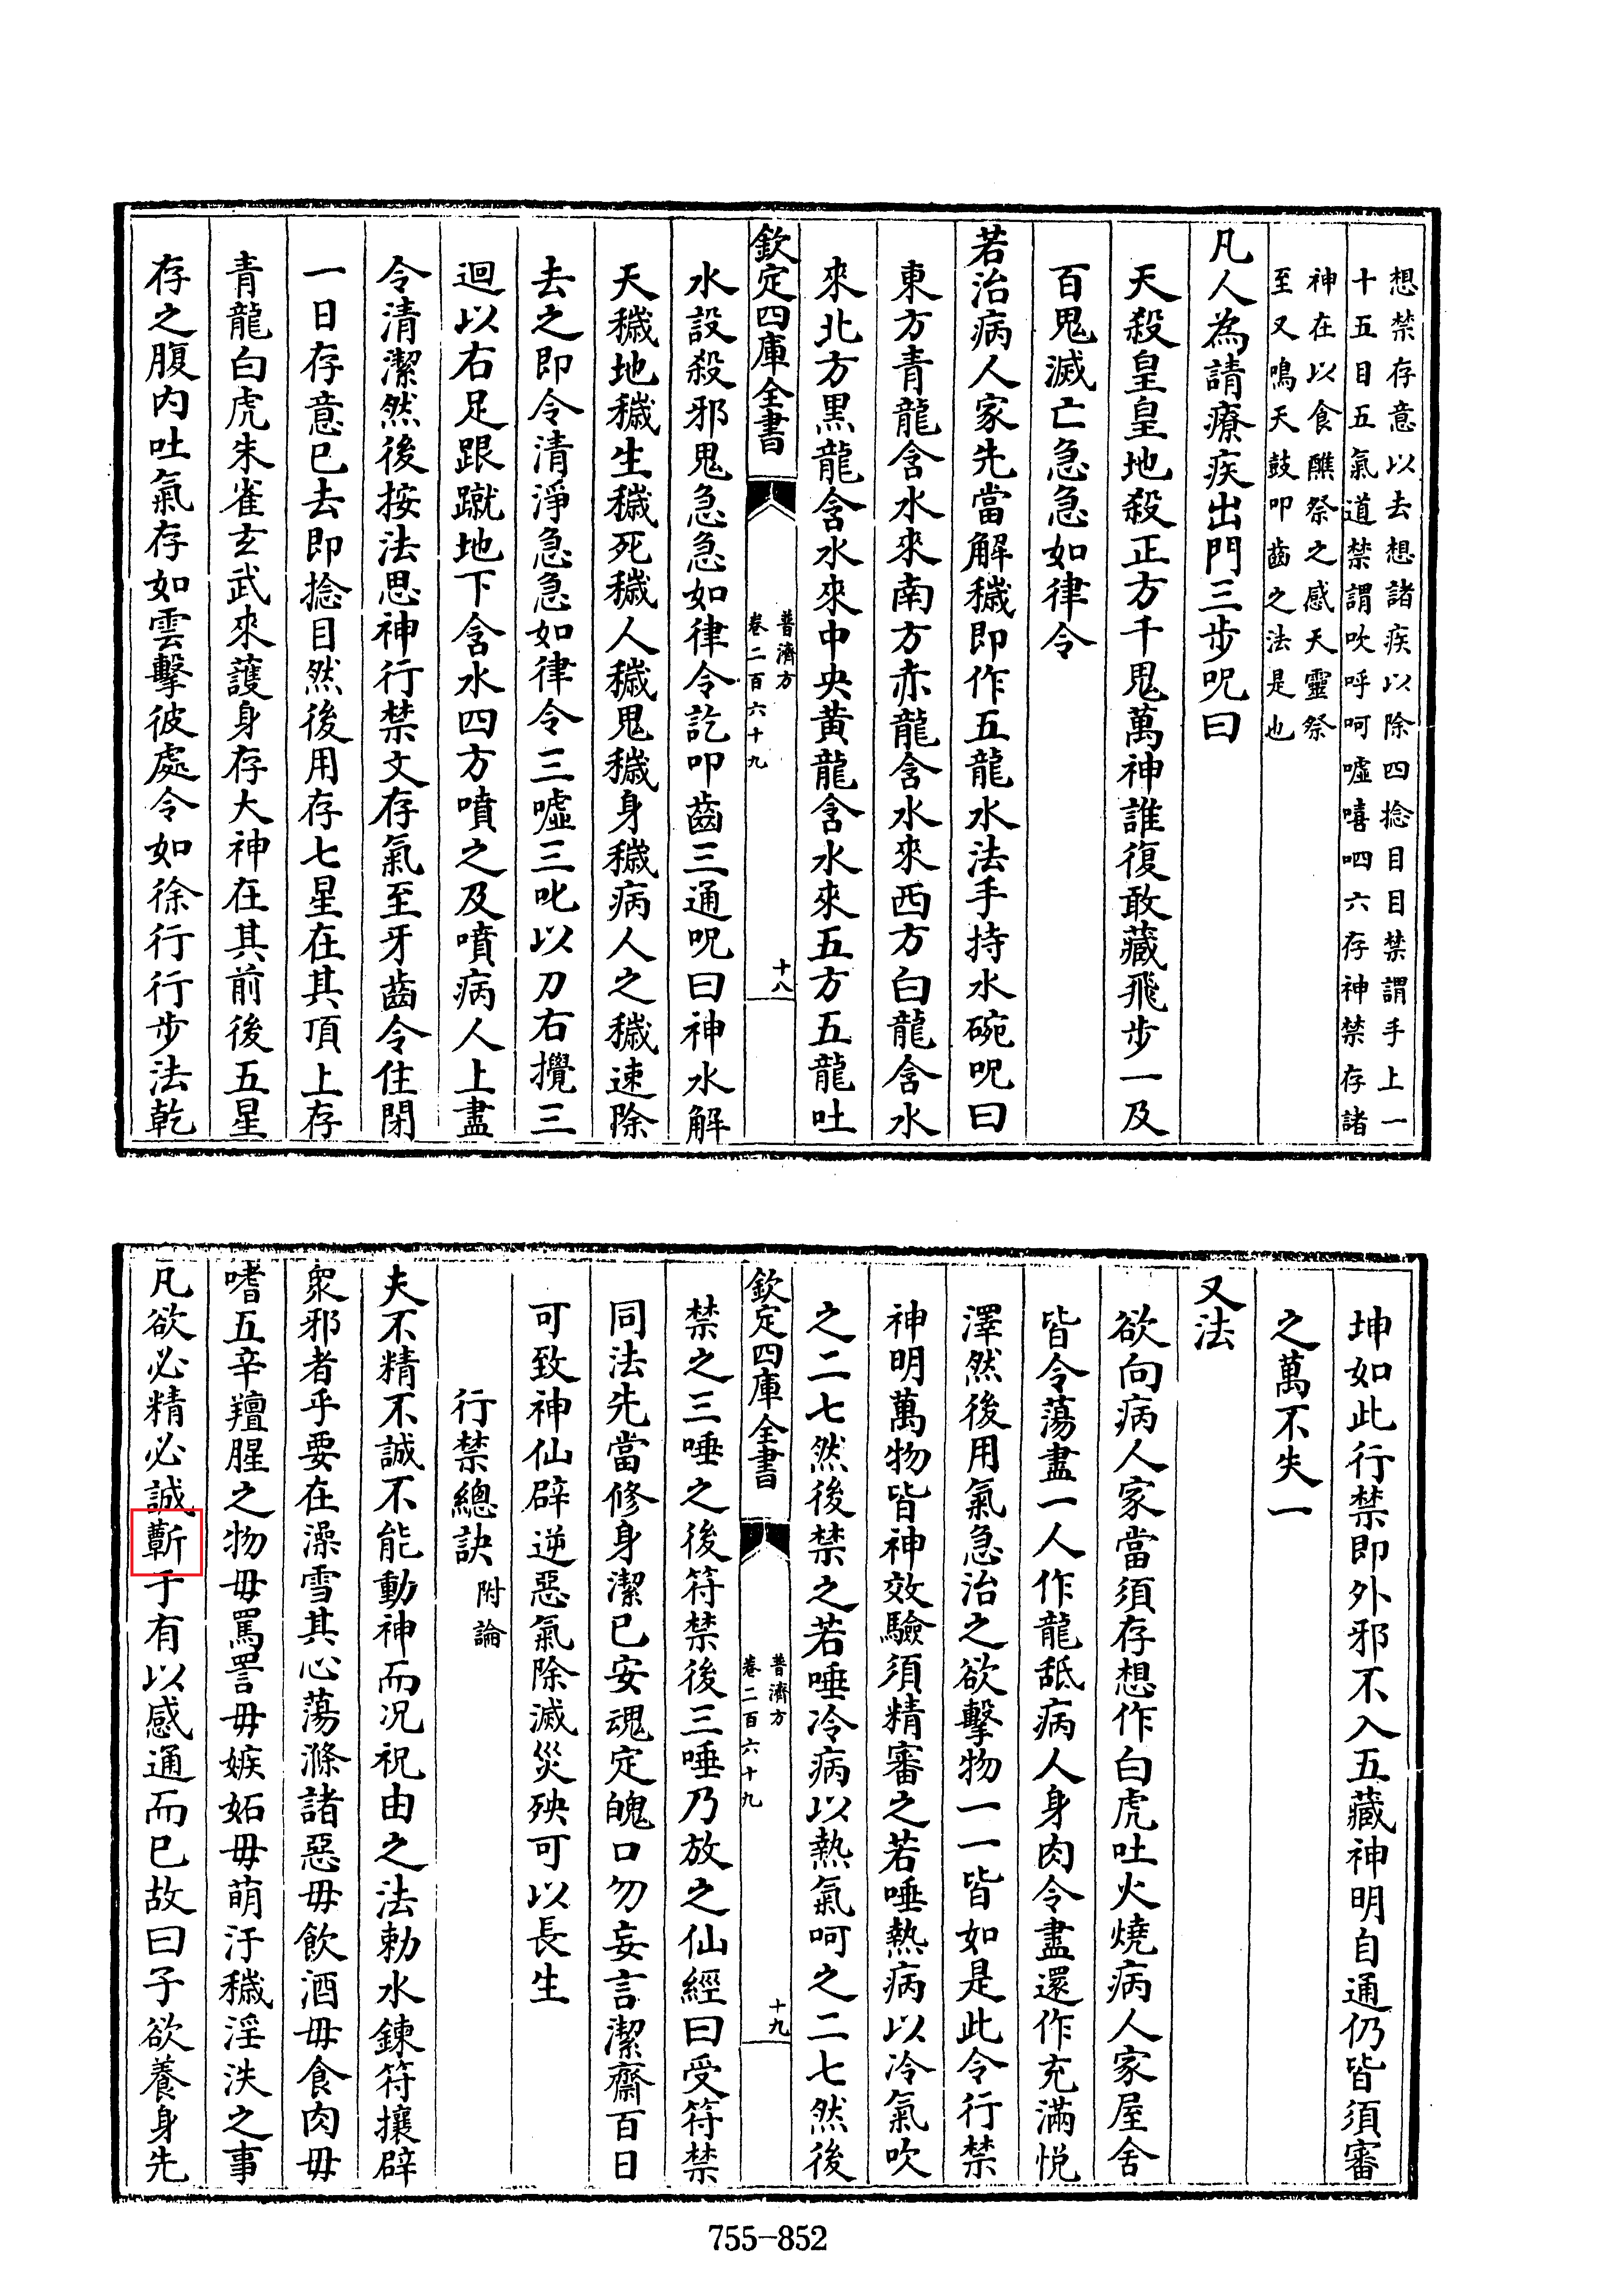 想禁存意以去想諸疾以除四捻目目禁謂手上一
十五目五氣道禁謂吹呼呵噓嘻呬六存神禁存諸
神在以食醮祭之感天靈祭
至又鳴天鼓叩齒之法是也
凡人為請療疾出門三步呪曰
天殺皇皇地殺正方千鬼萬神誰復敢藏飛步一及
百鬼滅亡急急如律令
若治病人家先當解穢即作五龍水法手持水碗呪曰
東方青龍含水來南方赤龍含水來西方白龍含水
來北方黑龍含水來中央黃龍含水來五方五龍吐
欽定四庫全書
普濟方
卷二百六十九
十八
水設殺邪鬼急急如律令訖叩齒三通呪曰神水解
天穢地穢生穢死穢人穢鬼穢身穢病人之穢速除
去之即令清淨急急如律令三噓三叱以刀右攪三
迴以右足跟蹴地下含水四方噴之及噴病人上盡
令清潔然後按法思神行禁文存氣至牙齒令住閉
一日存意已去即捻目然後用存七星在其頂上存
青龍白虎朱雀玄武來護身存大神在其前後五星
存之腹內吐氣存如雲擊彼處令如徐行行步法乾
坤如此行禁即外邪不入五藏神明自通仍皆須審
之萬不失一
又法
欲向病人家當須存想作白虎吐火燒病人家屋舍
皆令蕩盡一人作龍舐病人身肉令盡還作充滿悅
澤然後用氣急治之欲擊物一一皆如是此令行禁
神明萬物皆神效驗須精審之若唾熱病以冷氣吹
之二七然後禁之若唾冷病以熱氣呵之二七然後
欽定四庫全書
普濟方
卷二百六十九
十九
禁之三唾之後符禁後三唾乃放之仙經曰受符禁
同法先當修身潔已安魂定魄口勿妄言潔齋百日
可致神仙辟逆惡氣除滅災殃可以長生
行禁總訣附論
夫不精不誠不能動神而况祝由之法勅水鍊符攘辟
衆邪者乎要在澡雪其心蕩滌諸惡毋飲酒毋食肉毋
嗜五辛羶腥之物毋罵詈毋嫉妬毋萌汙穢淫泆之事
凡欲必精必誠蘄于有以感通而已故曰子欲養身先
755-852